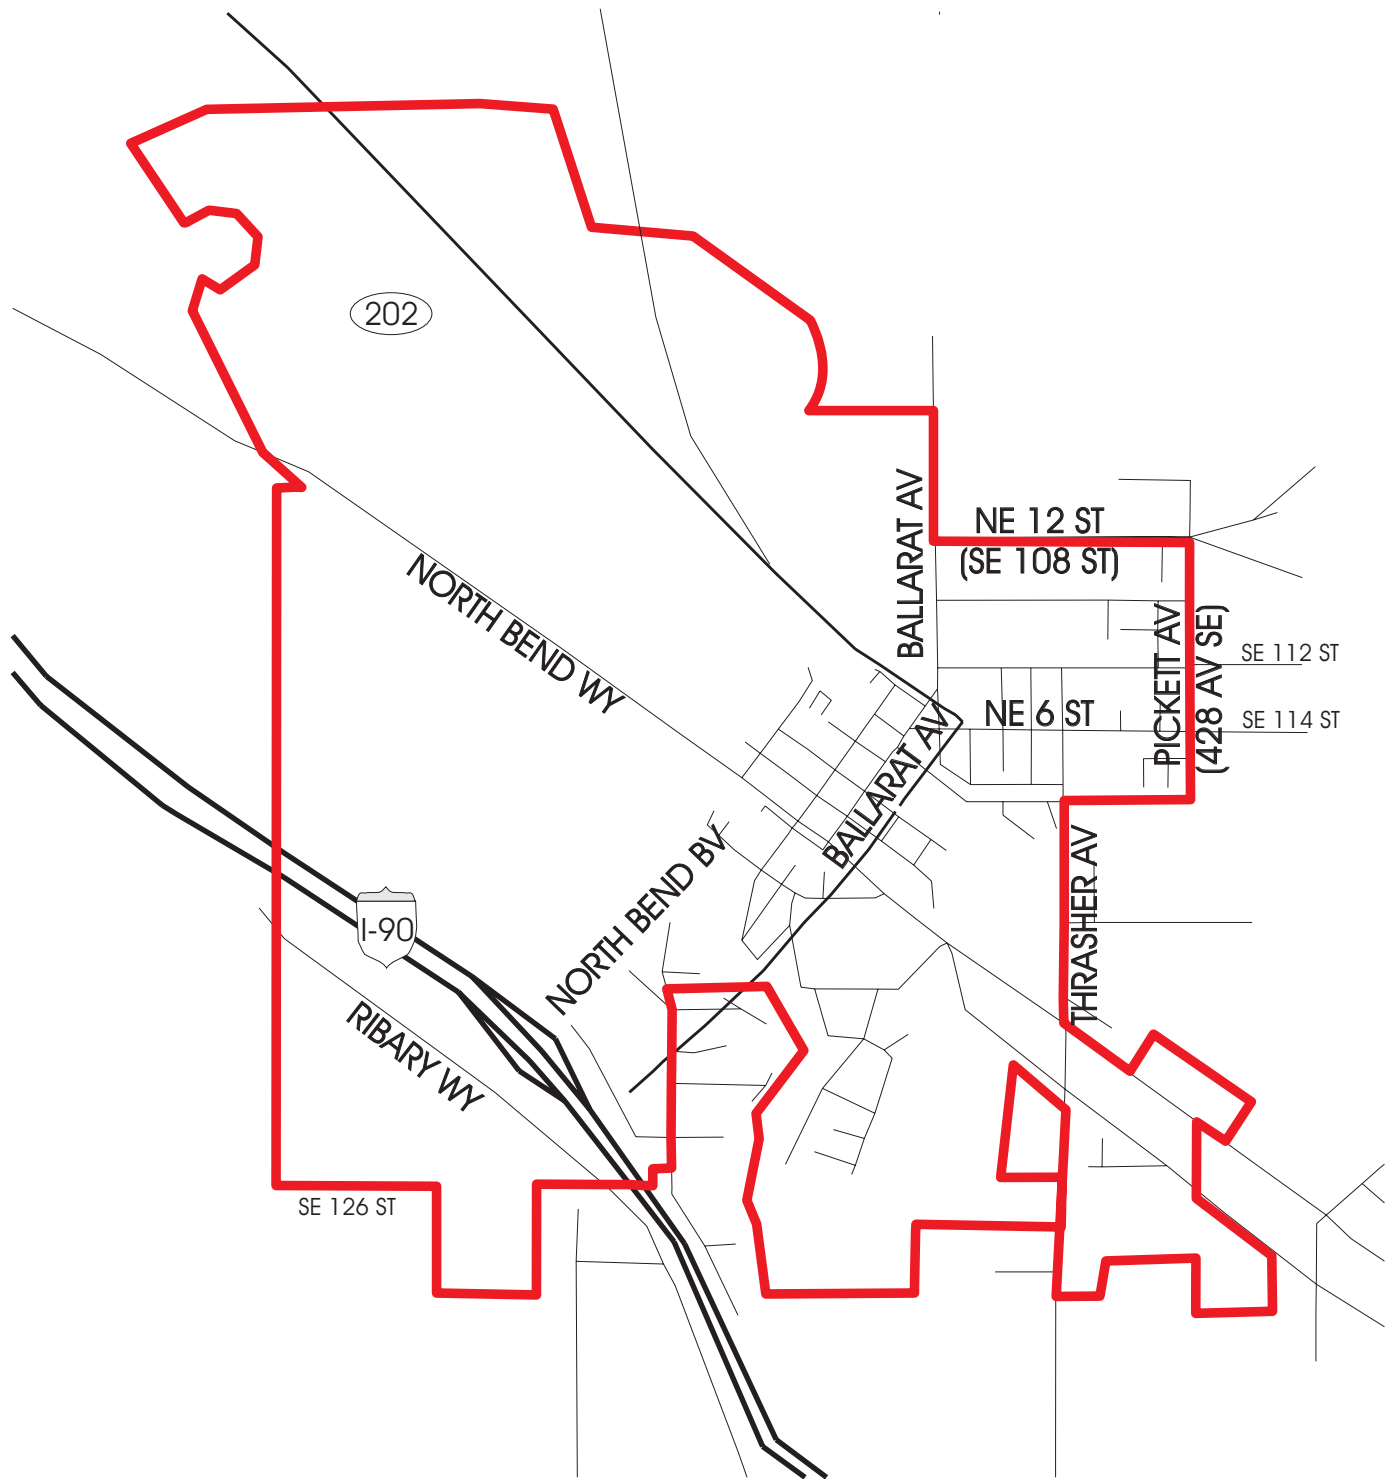 202
BALLARAT AV
NE 12 ST
(SE 108 ST)
NORTH BEND WY
PICKETT AV
(428 AV SE)
SE 112 ST
NE 6 ST
SE 114 ST
BALLARAT AV
NORTH BEND BV
THRASHER AV
I-90
RIBARY WY
SE 126 ST